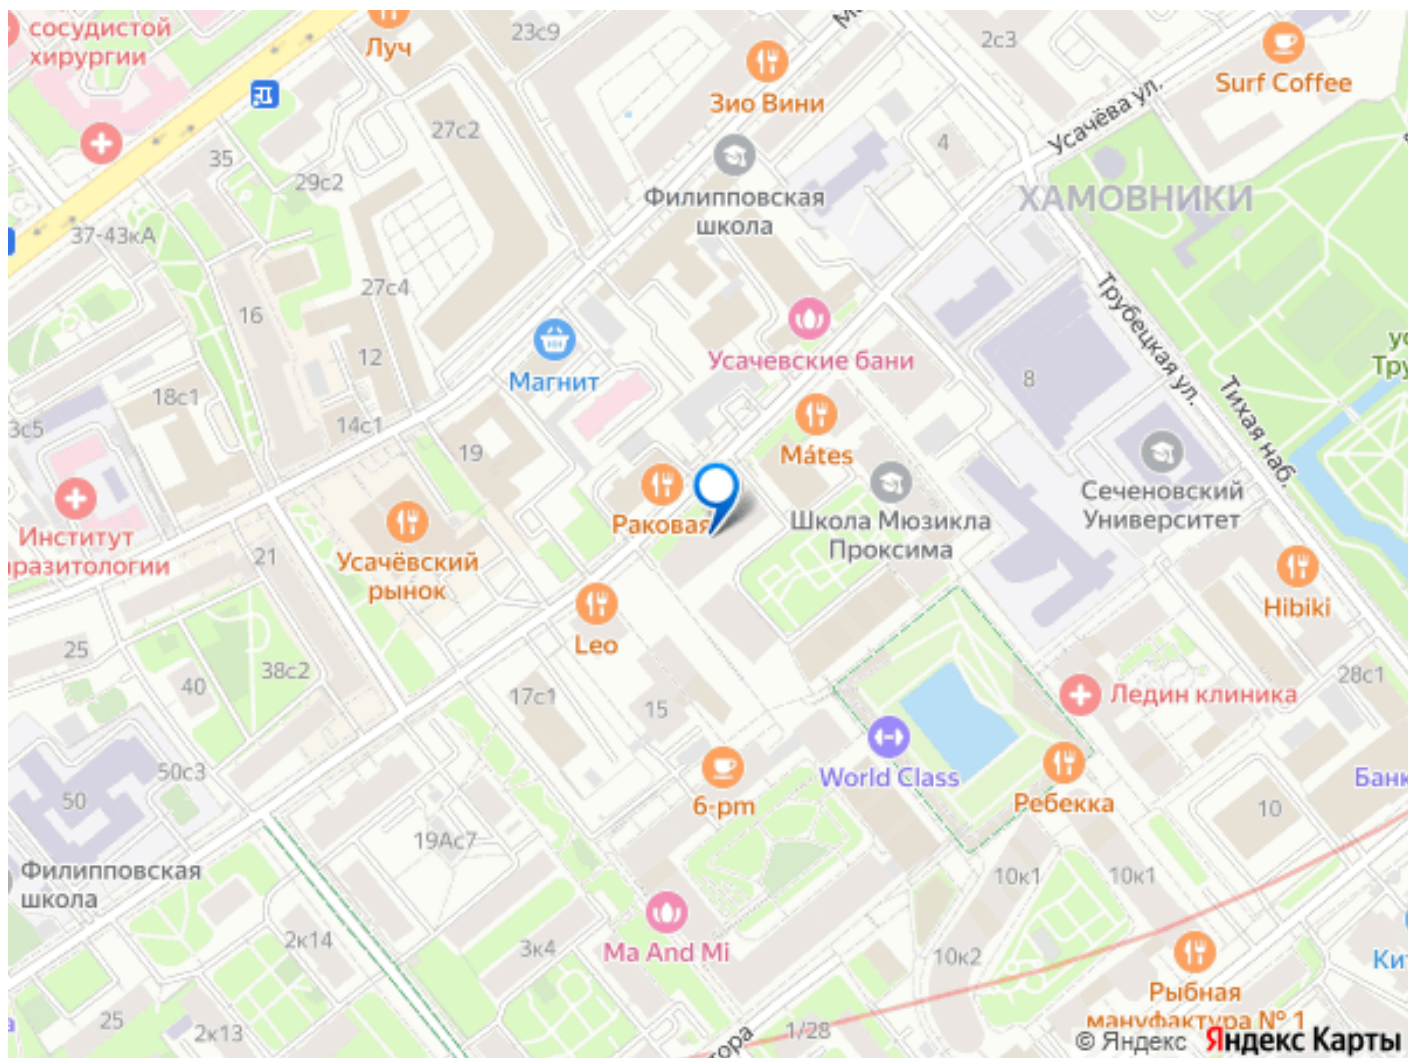 сосудистой
хирургии
Луч
23с9
2с3
Surf Coffee
Зио Вини
Усачёва ул.
27с2
4
35
29с2
Филипповская
школа
ХАМОВНИКИ
37-43кА
27с4
16
Трубецкая ул.
12
Усачевские бани
8
Магнит
18с1
Тихая наб.
3с5
14с1
19
Mátes
Раковая
Школа Мюзикла
Проксима
Сеченовский
Университет
Институт
разитологии
21
Усачёвский
рынок
Hibiki
Leo
25
38с2
40
17с1
15
28с1
Ледин клиника
50с3
50
6-pm
World Class
Ребекка
Банк
10
19Ас7
Филипповская
школа
10к1
10к1
2к14
3к4
Ma And Mi
10к2
Рыбная
мануфактура № 1
25
2к13
1/28
© Яндекс Яндекс Карты